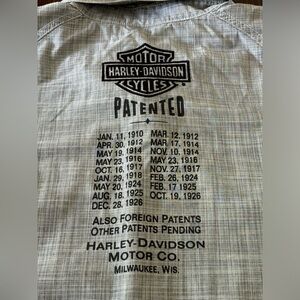 MOTOR
HARLEY-DAVIDSON
CYCLES
PATENTED
JAN. 11, 1910 MAR. 12, 1912
APR. 30, 1912 MAR. 17, 1914
MAY 19, 1914 NOV. 10, 1914
MAY 23, 1916 MAY 23, 1916
OCT. 16, 1917 NOV. 27, 1917
JAN. 29, 1918 FEB. 26, 1924
MAY 20, 1924 FEB. 17 1925
AUG. 18, 1925 OCT. 19, 1926
DEC. 28, 1926
ALSO FOREIGN PATENTS
OTHER PATENTS PENDING
HARLEY-DAVIDSON
MOTOR CO.
MILWAUKEE, WIS.